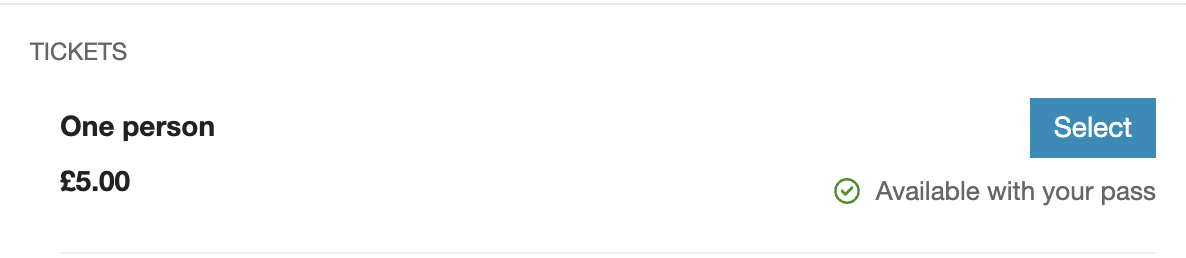 TICKETS
One person
Select
£5.00
Available with your pass